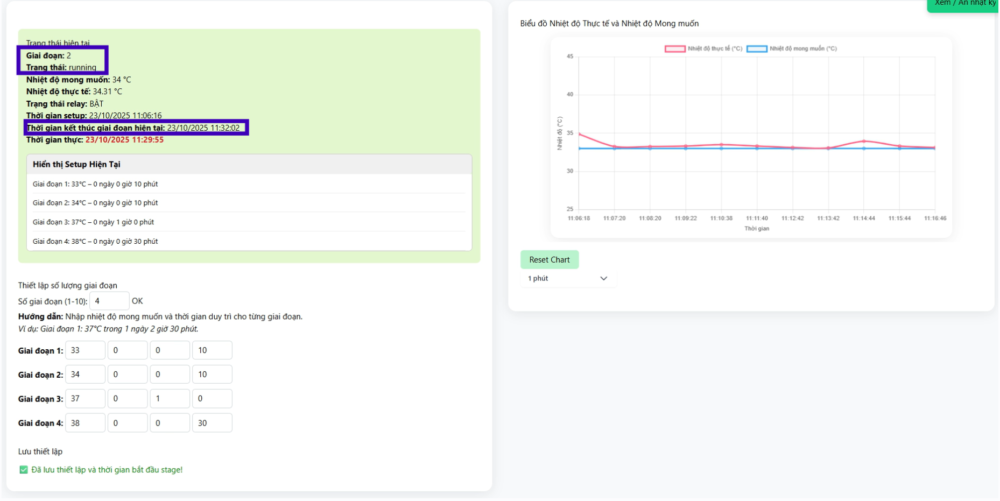 Xem / Ẩn nhật ký
Trạng thái hiện tại
Giai đoạn: 2
Trạng thái: running
Nhiệt độ mong muốn: 34 °C
Nhiệt độ thực tế: 34.31 °C
Trạng thái relay: BẬT
Thời gian setup: 23/10/2025 11:06:16
Thời gian kết thúc giai đoạn hiện tại: 23/10/2025 11:32:02
Thời gian thực: 23/10/2025 11:29:55
Hiển thị Setup Hiện Tại
Giai đoạn 1: 33°C – 0 ngày 0 giờ 10 phút
Giai đoạn 2: 34°C – 0 ngày 0 giờ 10 phút
Giai đoạn 3: 37°C – 0 ngày 1 giờ 0 phút
Giai đoạn 4: 38°C – 0 ngày 0 giờ 30 phút
Thiết lập số lượng giai đoạn
Số giai đoạn (1-10): 4 OK
Hướng dẫn: Nhập nhiệt độ mong muốn và thời gian duy trì cho từng giai đoạn.
Ví dụ: Giai đoạn 1: 37°C trong 1 ngày 2 giờ 30 phút.
Giai đoạn 1: 33 0 0 10
Giai đoạn 2: 34 0 0 10
Giai đoạn 3: 37 0 1 0
Giai đoạn 4: 38 0 0 30
Lưu thiết lập
✅ Đã lưu thiết lập và thời gian bắt đầu stage!
Biểu đồ Nhiệt độ Thực tế và Nhiệt độ Mong muốn
Nhiệt độ thực tế (°C) Nhiệt độ mong muốn (°C)
45
40
35
30
25
Nhiệt độ (°C)
11:06:18 11:07:20 11:08:20 11:09:22 11:10:38 11:11:40 11:12:42 11:13:42 11:14:44 11:15:44 11:16:46
Thời gian
Reset Chart
1 phút